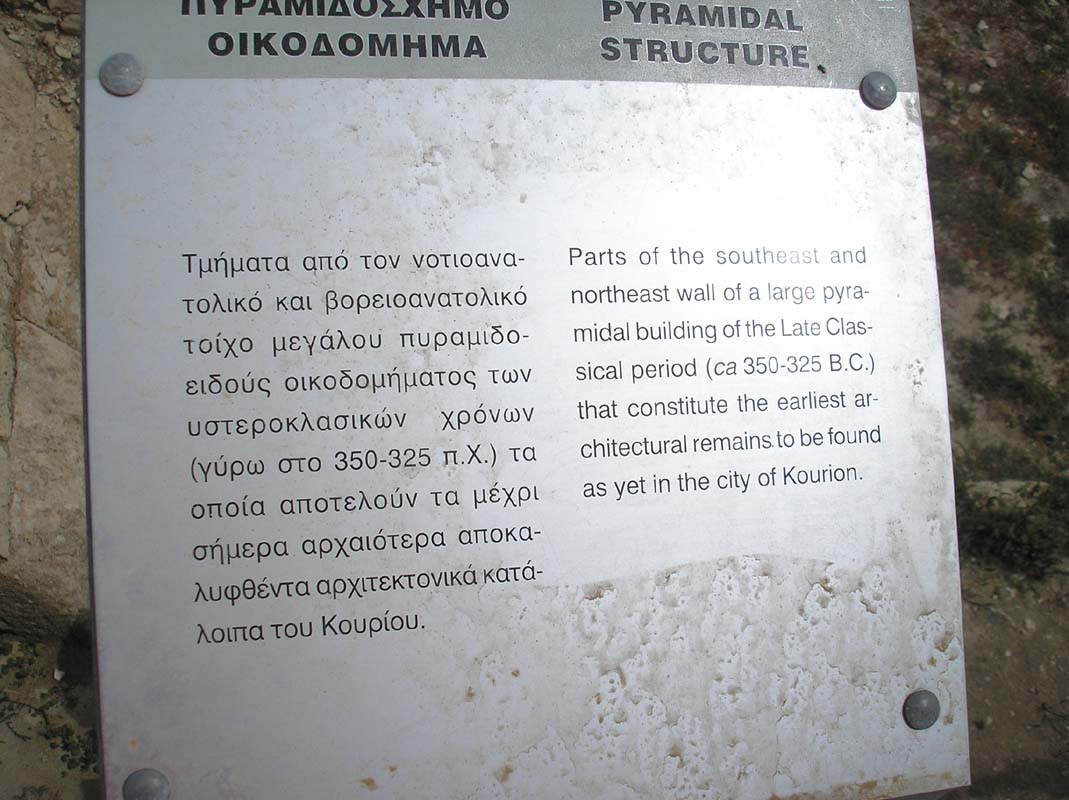 ΠΥΡΑΜΙΔΟΣΧΗΜΟ
ΟΙΚΟΔΟΜΗΜΑ
PYRAMIDAL
STRUCTURE
Τμήματα από τον νοτιοανα-
τολικό και βορειοανατολικό
τοίχο μεγάλου πυραμιδο-
ειδούς οικοδομήματος των
υστεροκλασικών χρόνων
(γύρω στο 350-325 π.Χ.) τα
οποία αποτελούν τα μέχρι
σήμερα αρχαιότερα αποκα-
λυφθέντα αρχιτεκτονικά κατά-
λοιπα του Κουρίου.
Parts of the southeast and
northeast wall of a large pyra-
midal building of the Late Clas-
sical period (ca 350-325 B.C.)
that constitute the earliest ar-
chitectural remains to be found
as yet in the city of Kourion.